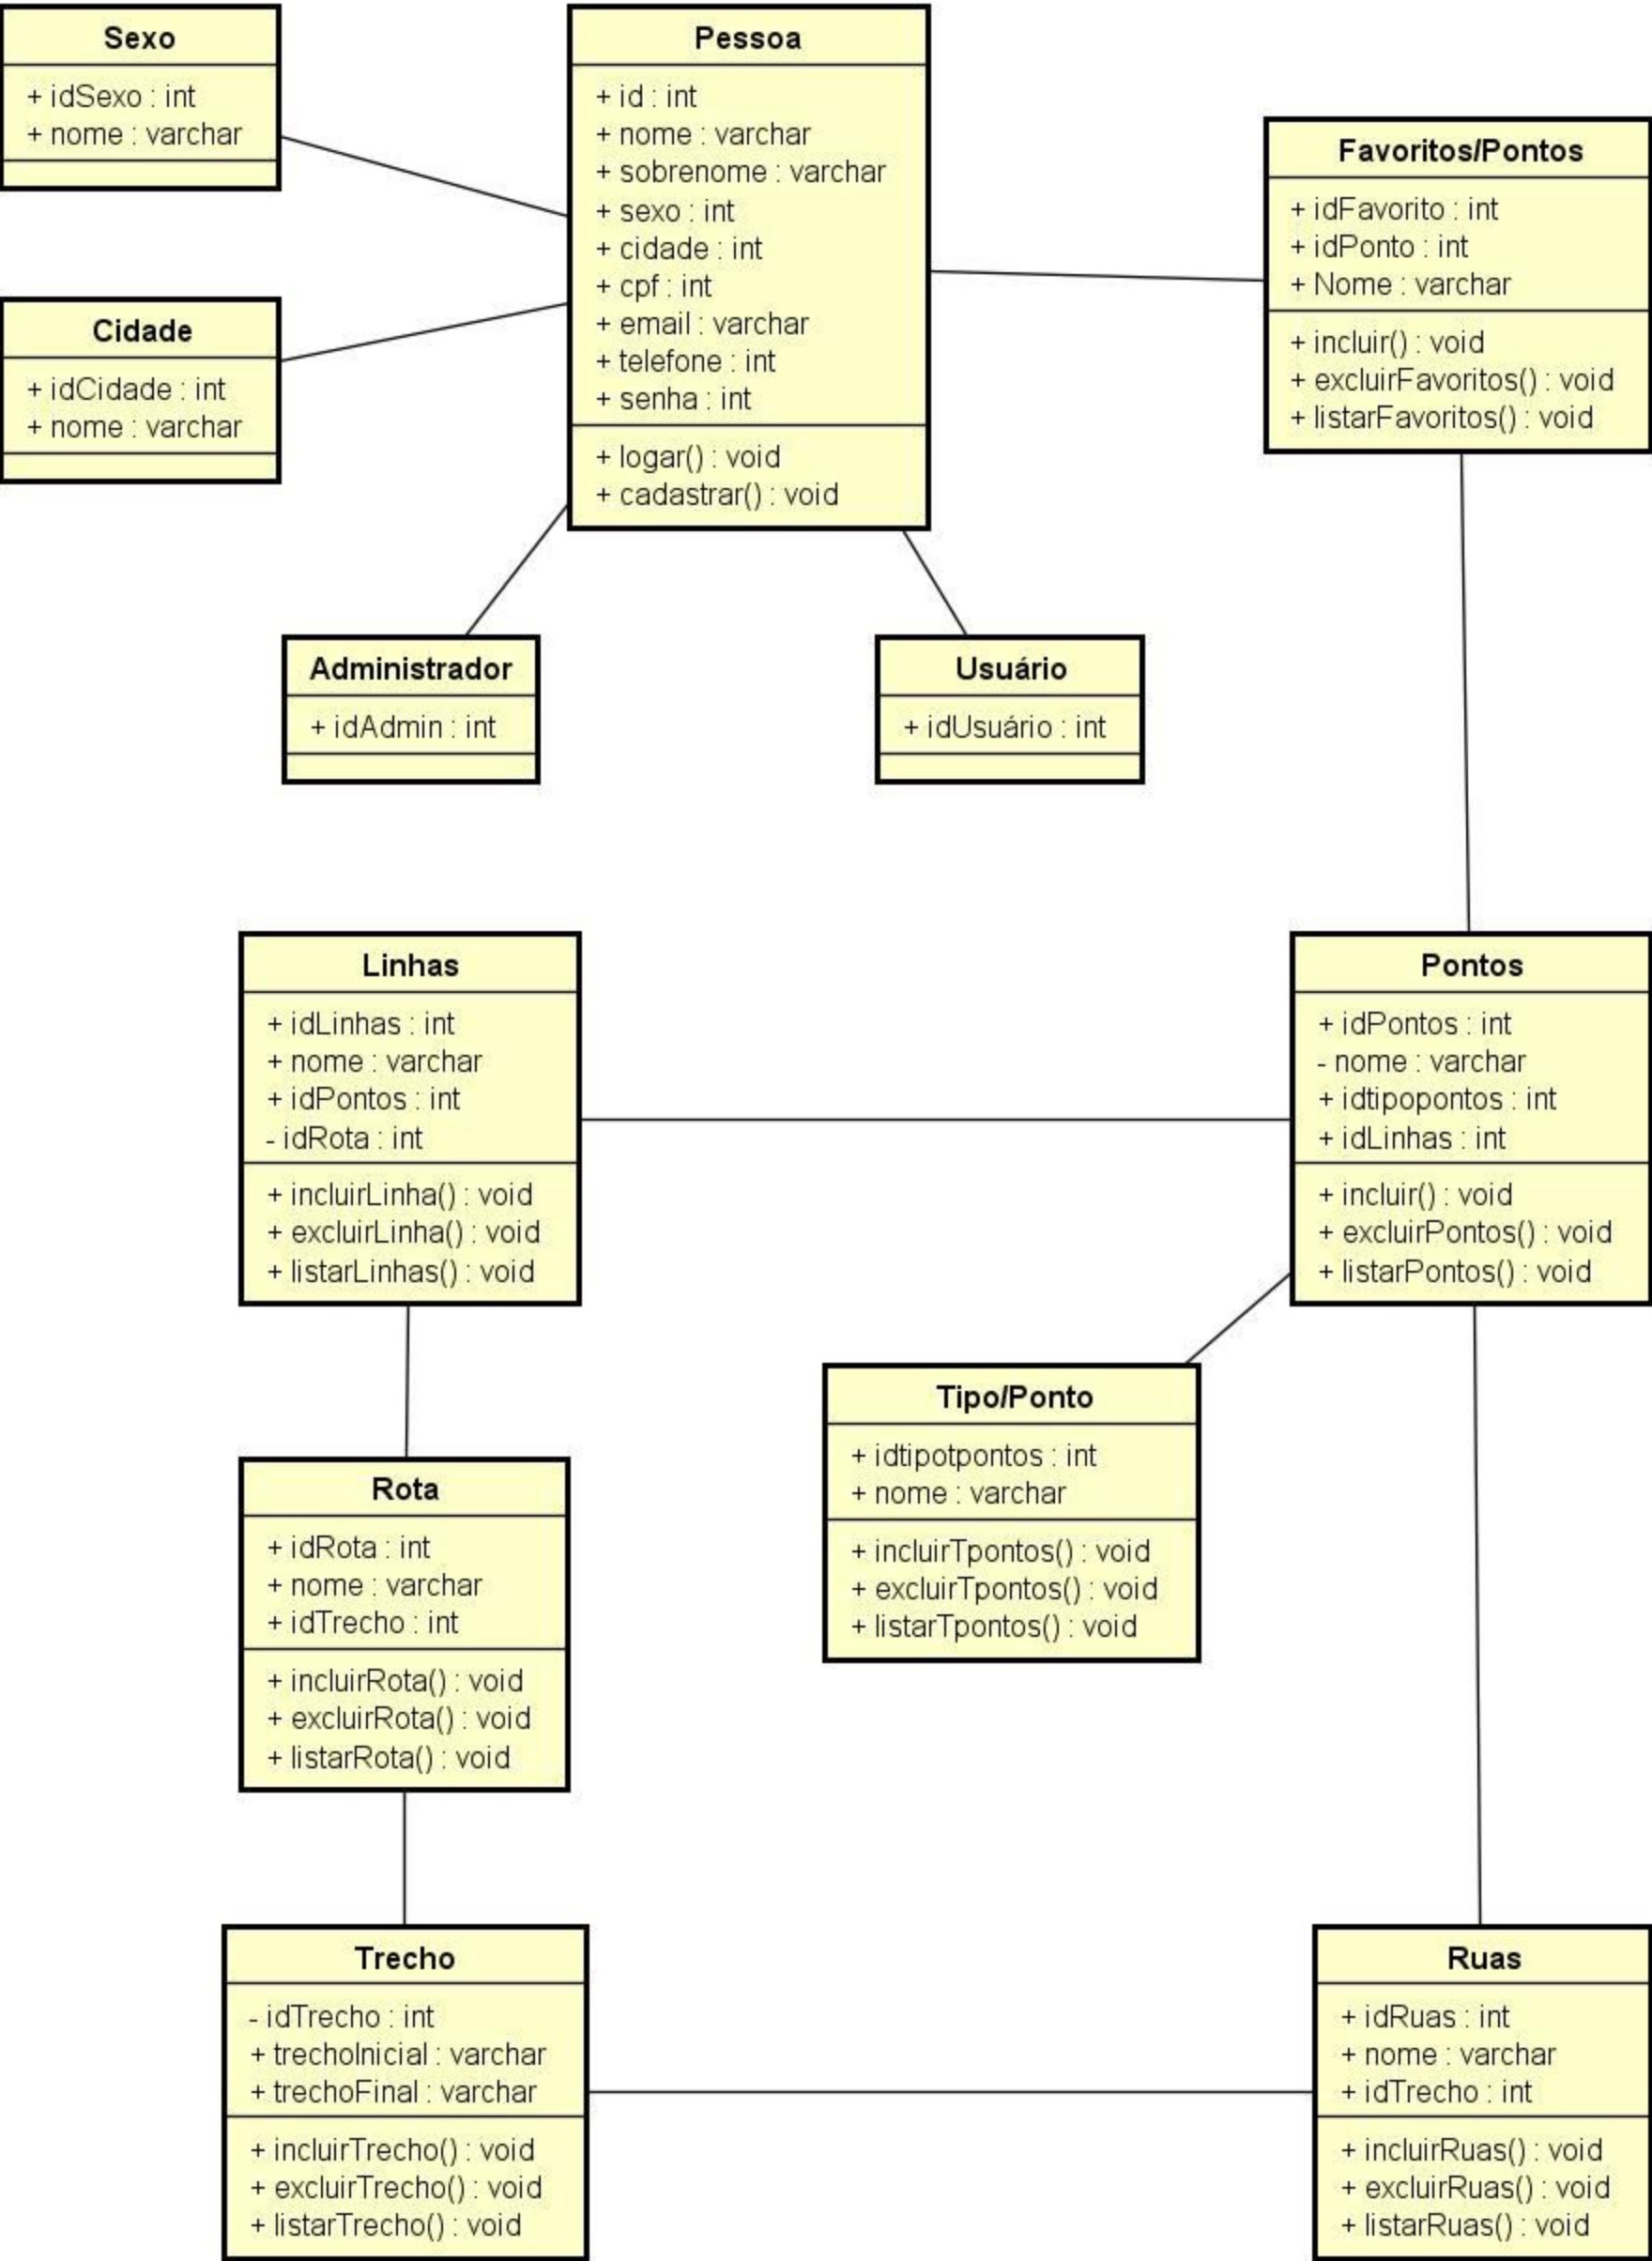 Sexo
+ idSexo : int
+ nome : varchar
Pessoa
+ id : int
+ nome : varchar
+ sobrenome : varchar
+ sexo : int
+ cidade : int
+ cpf : int
+ email : varchar
+ telefone : int
+ senha : int
+ logar() : void
+ cadastrar() : void
Favoritos/Pontos
+ idFavorito : int
+ idPonto : int
+ Nome : varchar
+ incluir() : void
+ excluirFavoritos() : void
+ listarFavoritos() : void
Cidade
+ idCidade : int
+ nome : varchar
Administrador
+ idAdmin : int
Usuário
+ idUsuário : int
Linhas
+ idLinhas : int
+ nome : varchar
+ idPontos : int
- idRota : int
+ incluirLinha() : void
+ excluirLinha() : void
+ listarLinhas() : void
Pontos
+ idPontos : int
- nome : varchar
+ idtipopontos : int
+ idLinhas : int
+ incluir() : void
+ excluirPontos() : void
+ listarPontos() : void
Tipo/Ponto
+ idtipotpontos : int
+ nome : varchar
+ incluirTpontos() : void
+ excluirTpontos() : void
+ listarTpontos() : void
Rota
+ idRota : int
+ nome : varchar
+ idTrecho : int
+ incluirRota() : void
+ excluirRota() : void
+ listarRota() : void
Trecho
- idTrecho : int
+ trechoInicial : varchar
+ trechoFinal : varchar
+ incluirTrecho() : void
+ excluirTrecho() : void
+ listarTrecho() : void
Ruas
+ idRuas : int
+ nome : varchar
+ idTrecho : int
+ incluirRuas() : void
+ excluirRuas() : void
+ listarRuas() : void